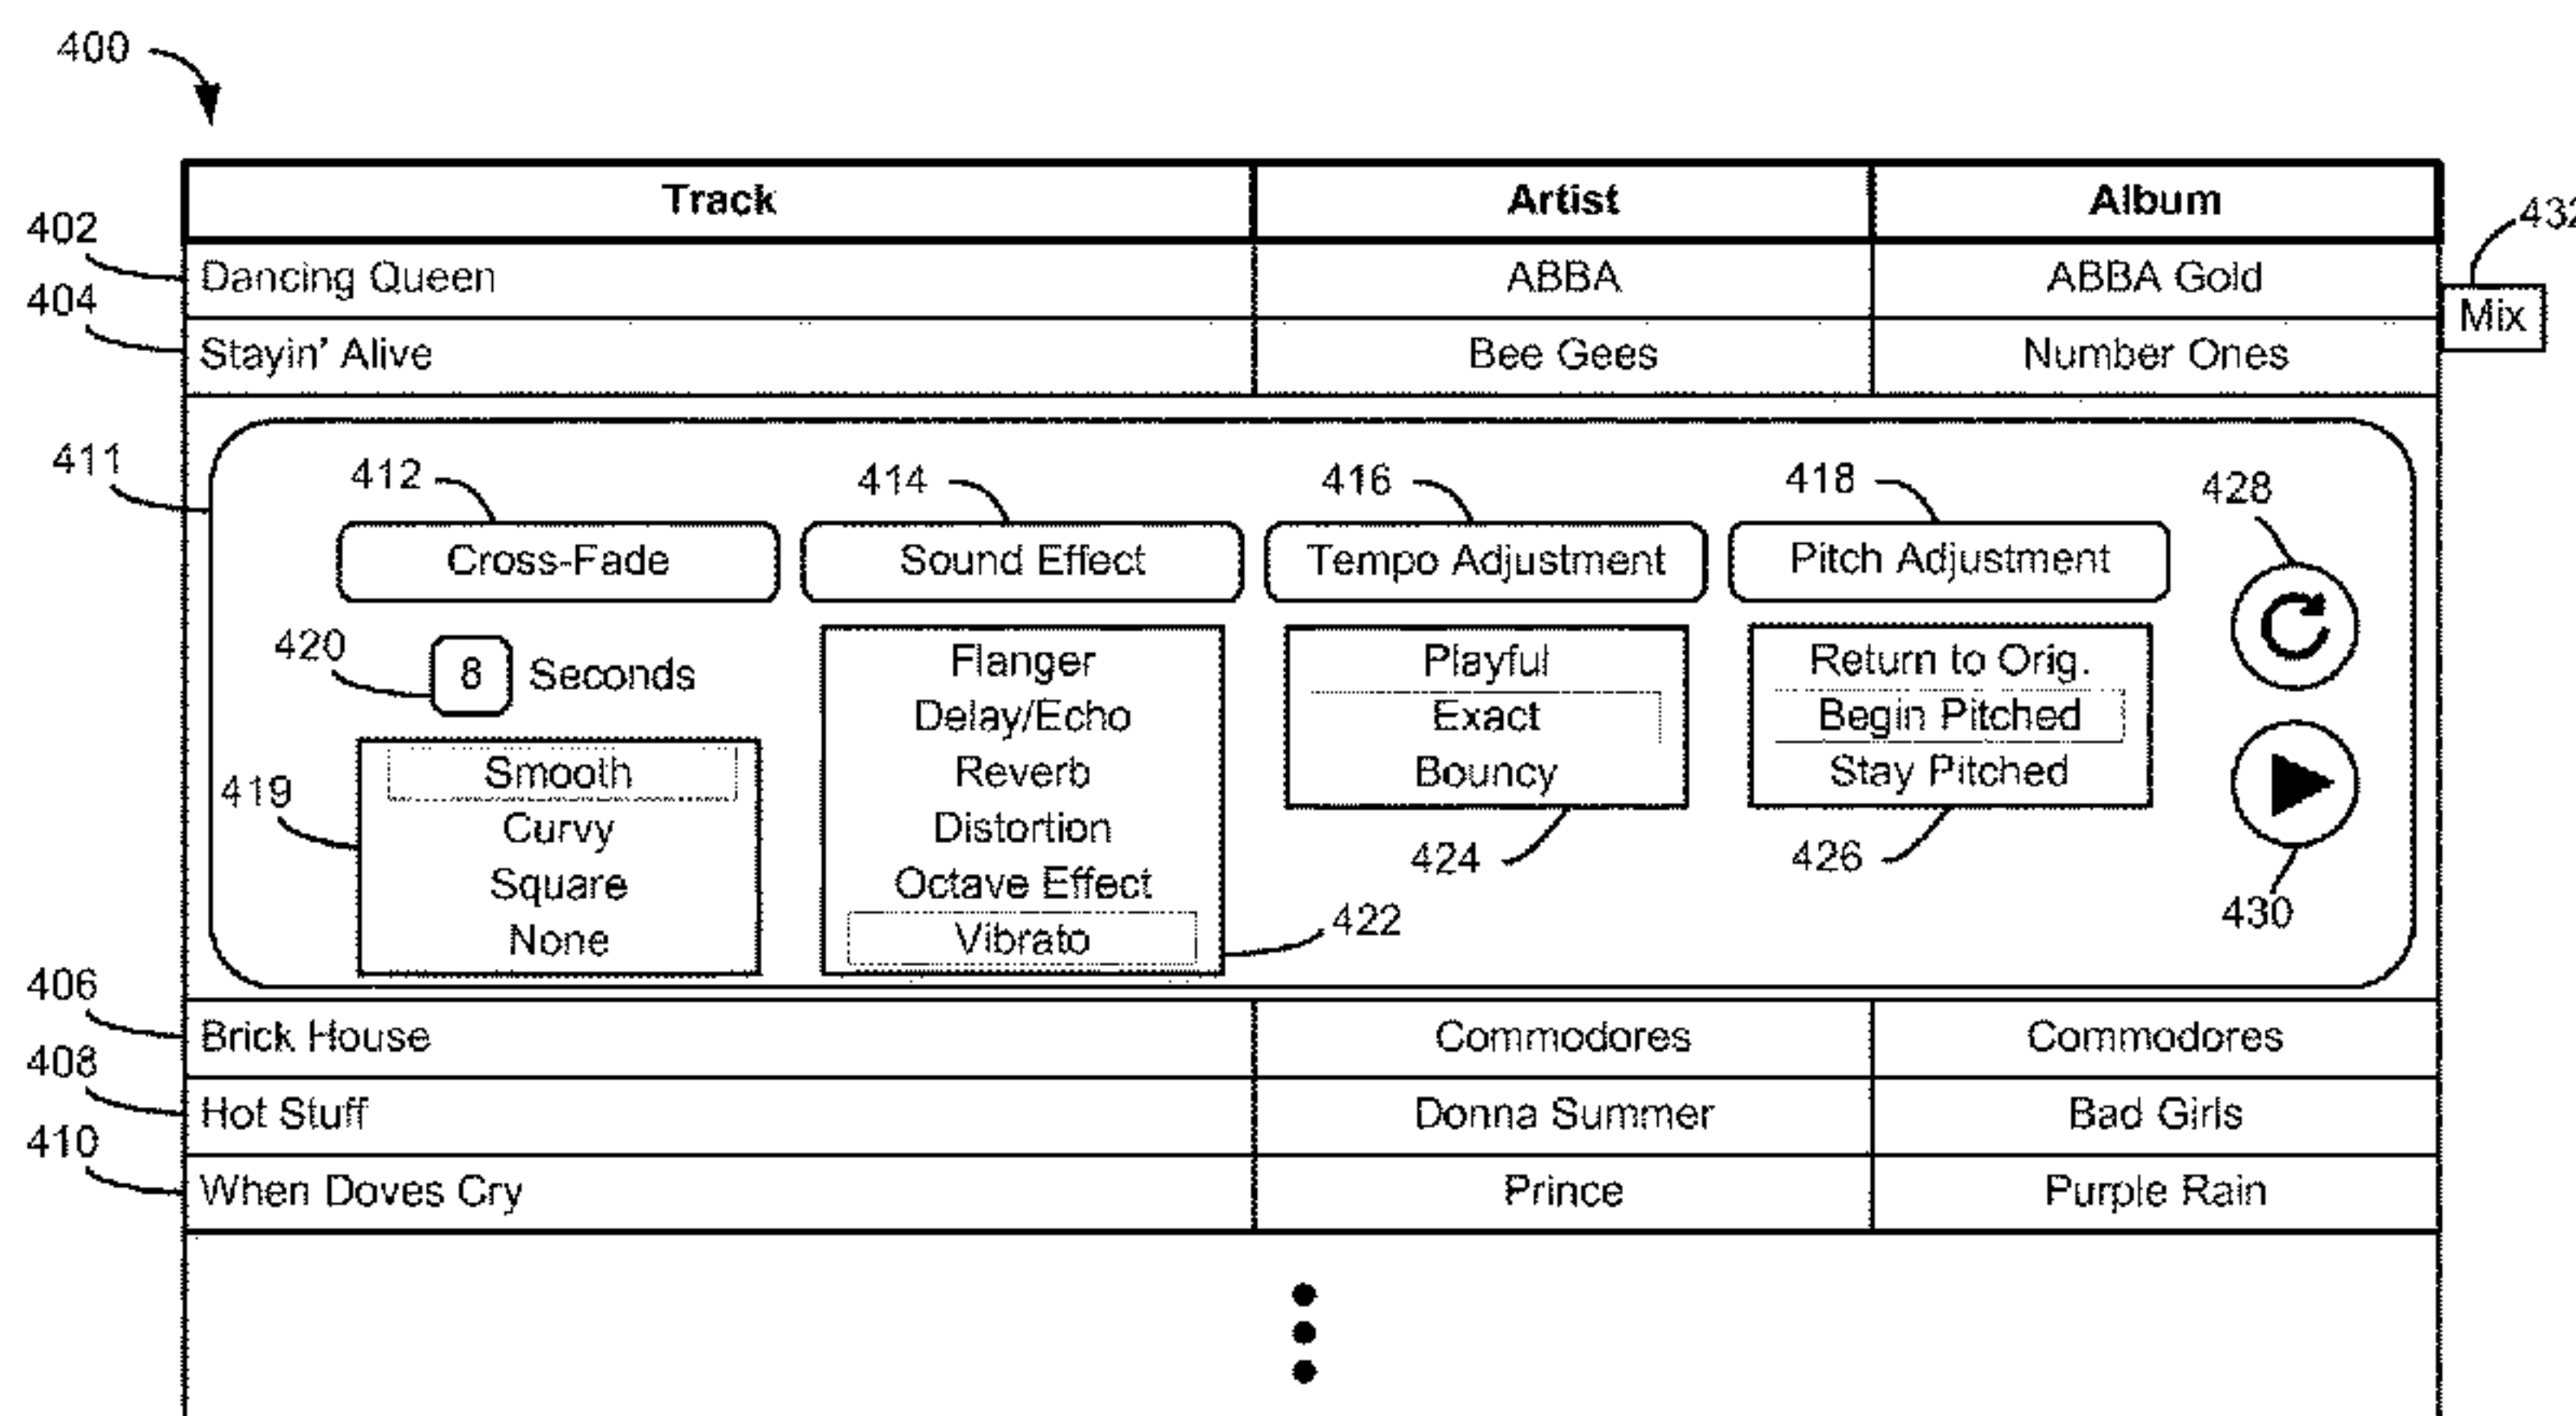 400
Track Artist Album
402 432
Dancing Queen ABBA ABBA Gold
404 Mix
Stayin' Alive Bee Gees Number Ones
411 412 414 416 418 428
Cross-Fade Sound Effect Tempo Adjustment Pitch Adjustment
420 8 Seconds
419
Smooth
Curvy
Square
None
Flanger
Delay/Echo
Reverb
Distortion
Octave Effect
Vibrato
422
Playful
Exact
Bouncy
424
Return to Orig.
Begin Pitched
Stay Pitched
426
430
406
Brick House Commodores Commodores
408
Hot Stuff Donna Summer Bad Girls
410
When Doves Cry Prince Purple Rain